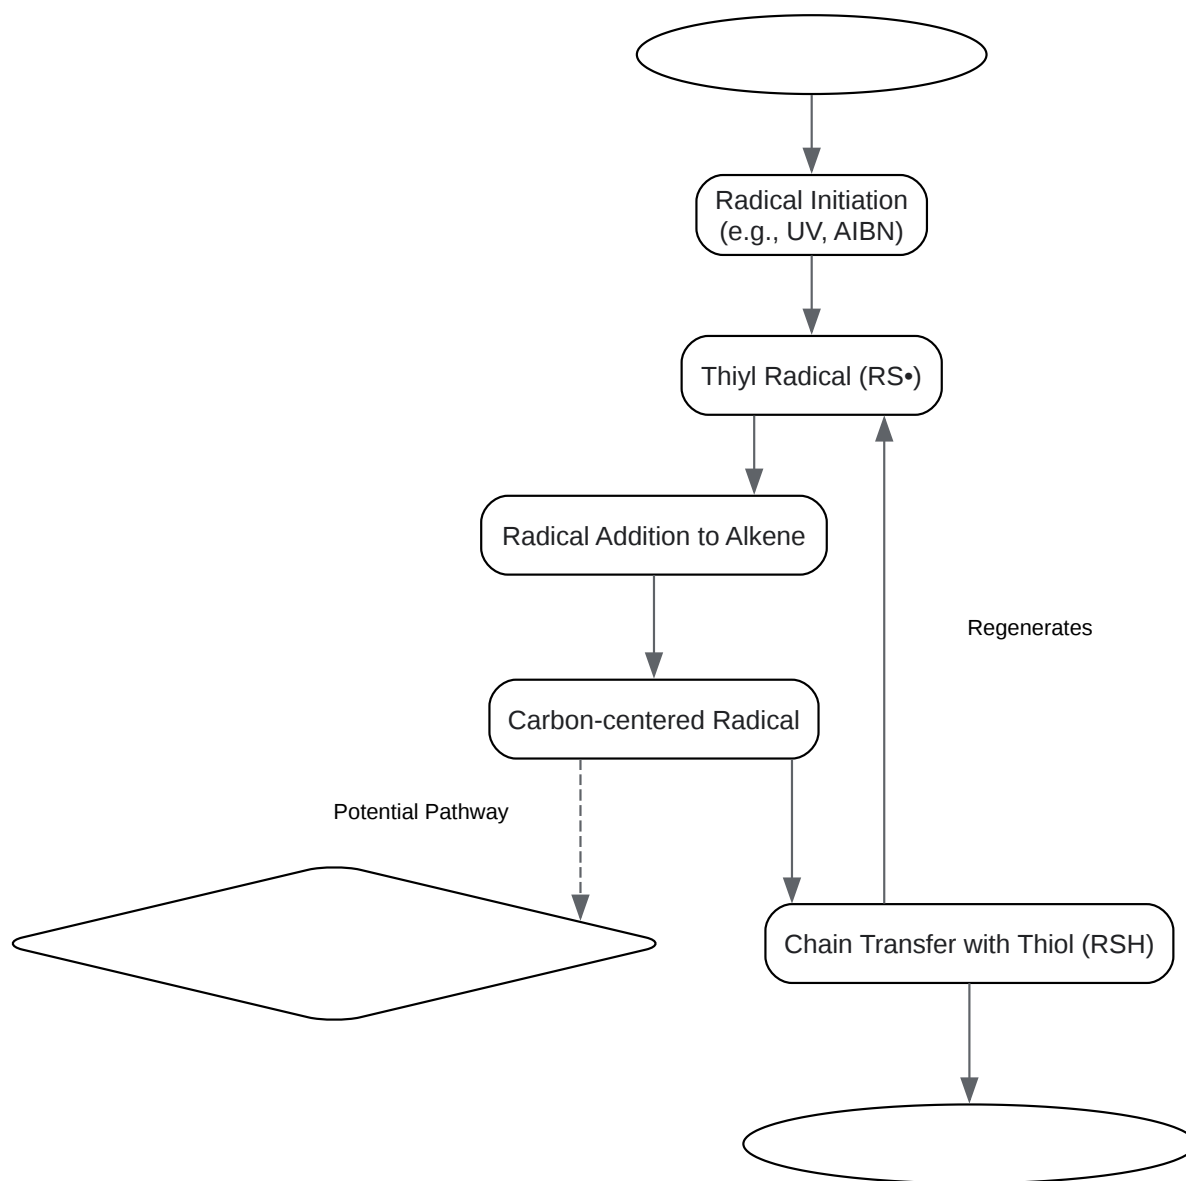 Radical Initiation
(e.g., UV, AIBN)
Thiyl Radical (RS•)
Radical Addition to Alkene
Regenerates
Carbon-centered Radical
Potential Pathway
Chain Transfer with Thiol (RSH)